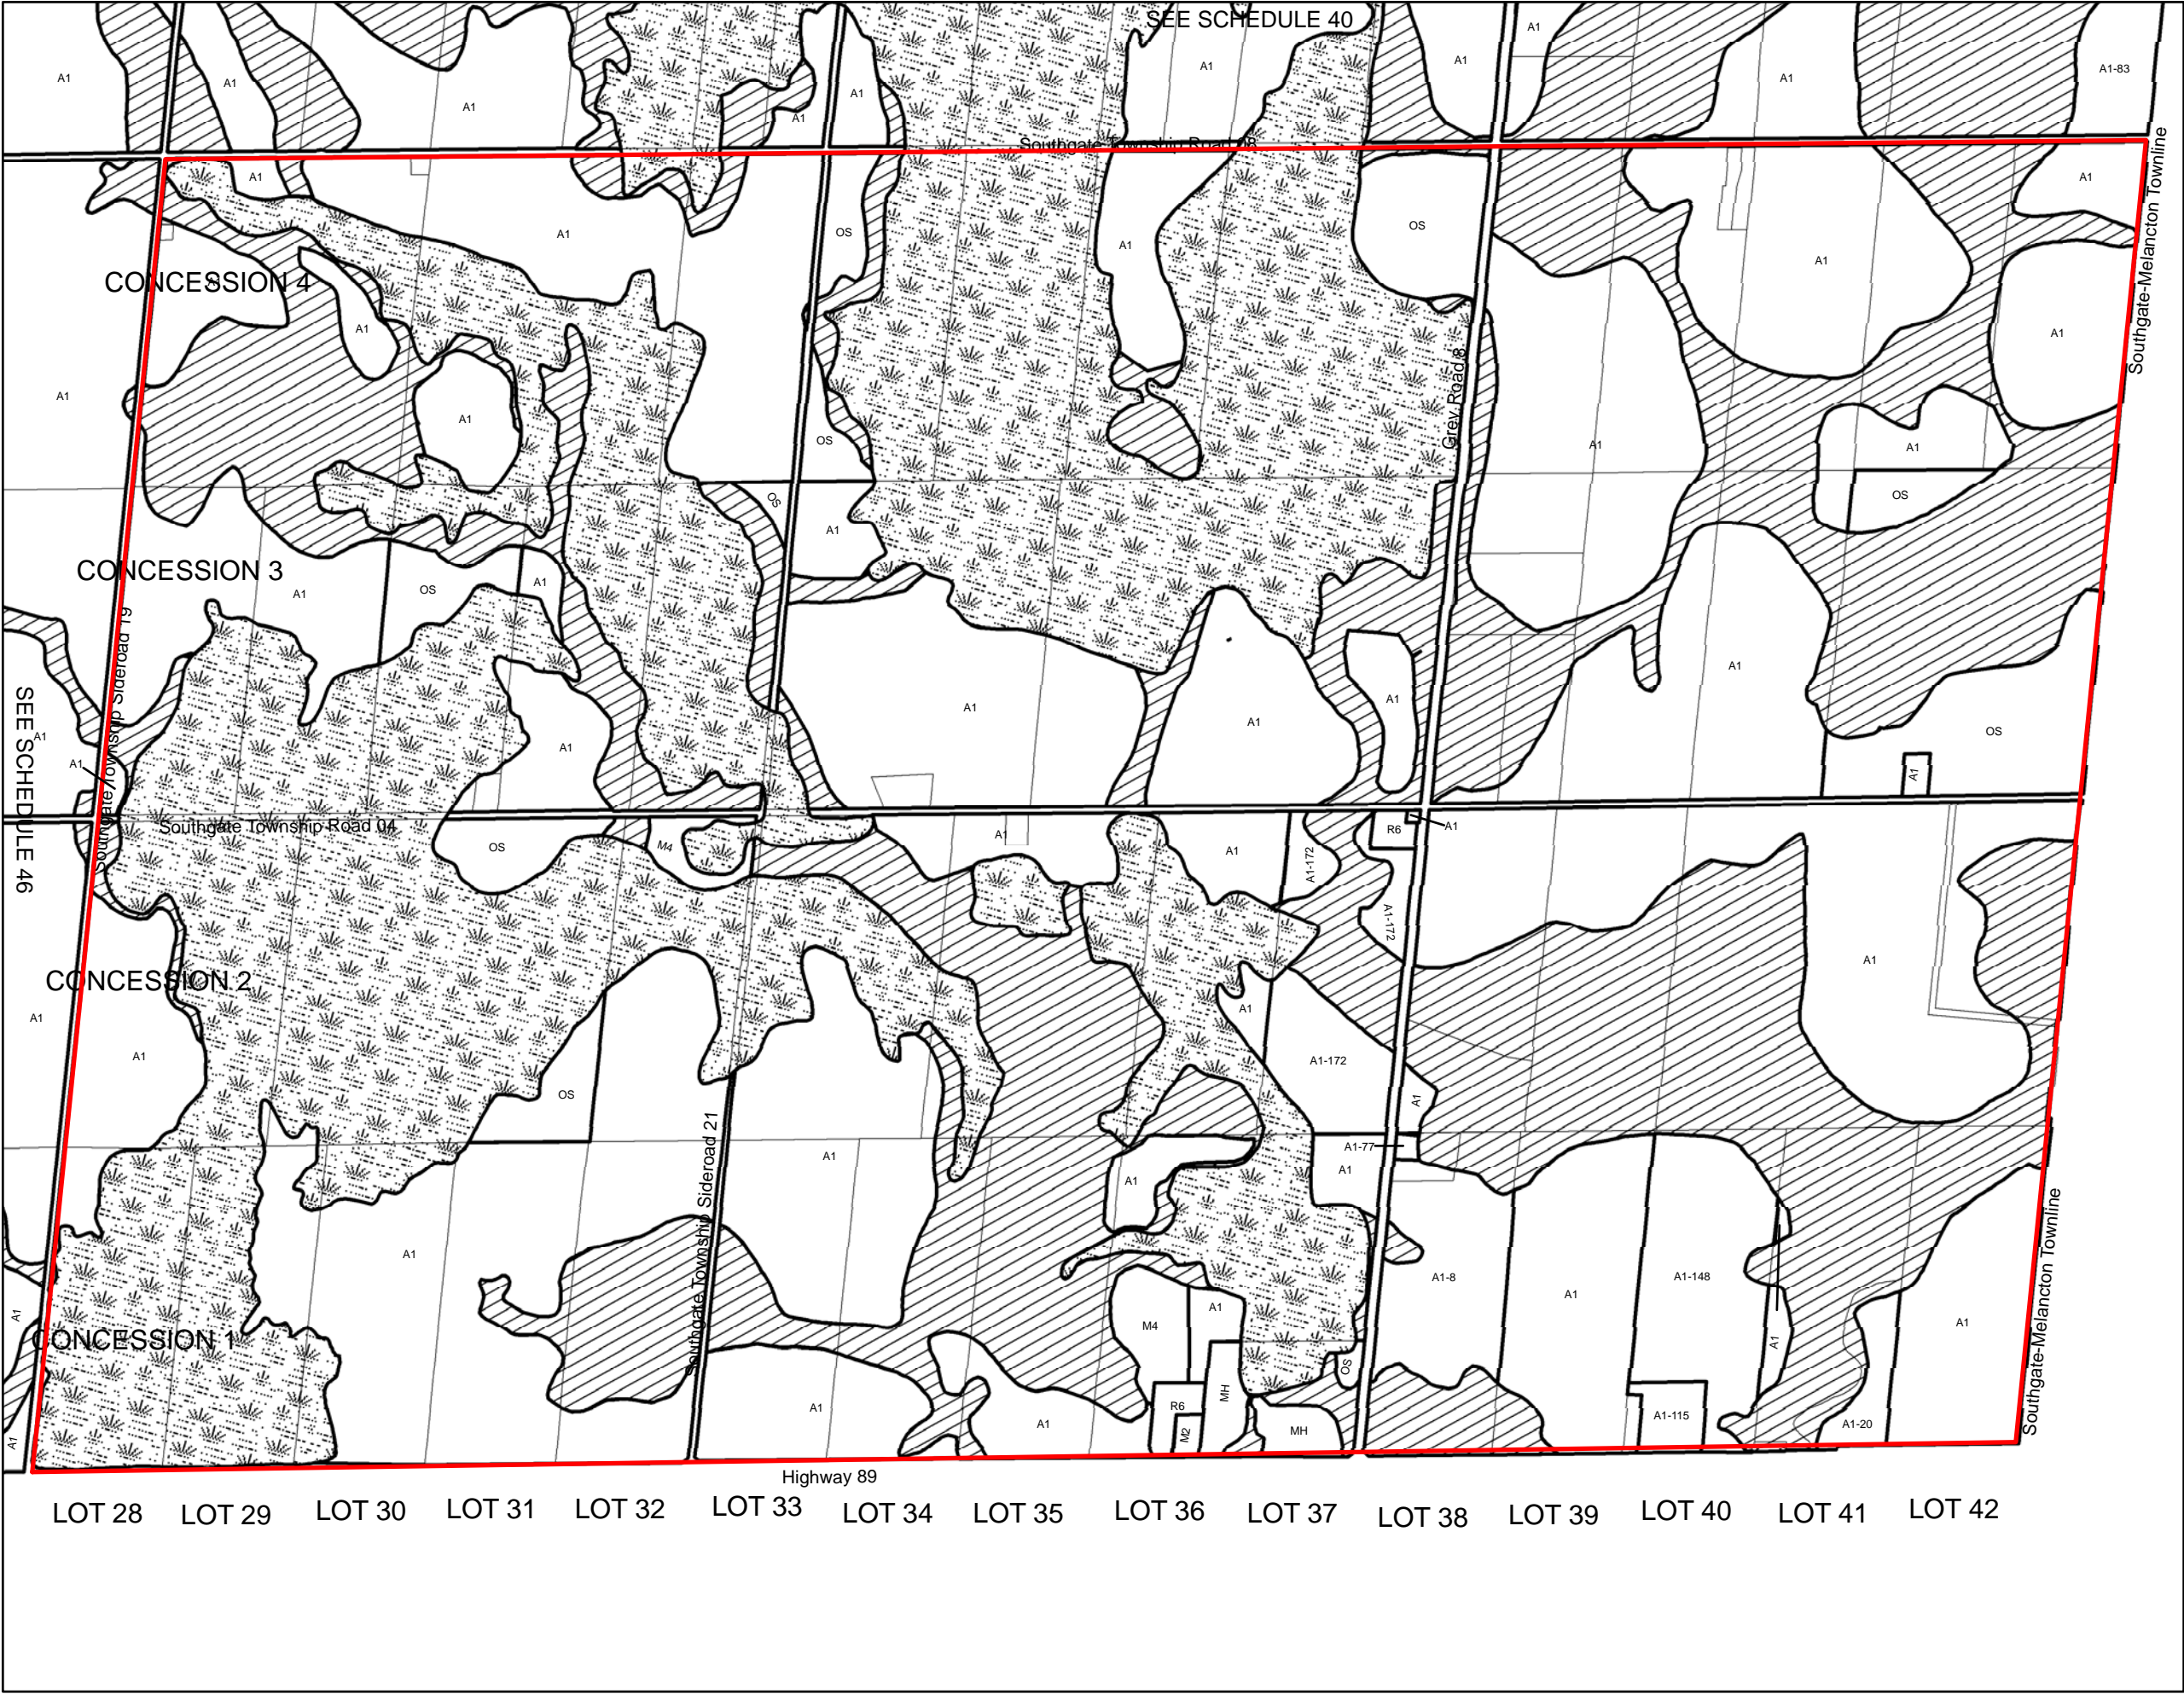 SEE SCHEDULE 40
A1
A1
A1
A1
A1
A1
A1
A1
A1
A1-83
Southgate Township Road 08
A1
A1
OS
A1
OS
A1
A1
Southgate-Melancton Townline
CONCESSION 4
A1
A1
A1
A1
OS
Grey Road 8
A1
A1
A1
OS
OS
A1
CONCESSION 3
A1
OS
A1
Southgate Township Sideroad 19
SEE SCHEDULE 46
A1
A1
A1
A1
A1
A1
A1
OS
A1
Southgate Township Road 04
OS
M4
A1
A1
A1-172
R6
A1
A1-172
CONCESSION 2
A1
A1
A1
A1
OS
A1-172
A1
A1-77
A1
A1
A1
Southgate Township Sideroad 21
A1
A1-8
A1
A1-148
A1
A1
Southgate-Melancton Townline
CONCESSION 1
A1
A1
M4
A1
OS
MH
R6
M2
MH
A1
A1
A1-115
A1-20
Highway 89
LOT 28
LOT 29
LOT 30
LOT 31
LOT 32
LOT 33
LOT 34
LOT 35
LOT 36
LOT 37
LOT 38
LOT 39
LOT 40
LOT 41
LOT 42